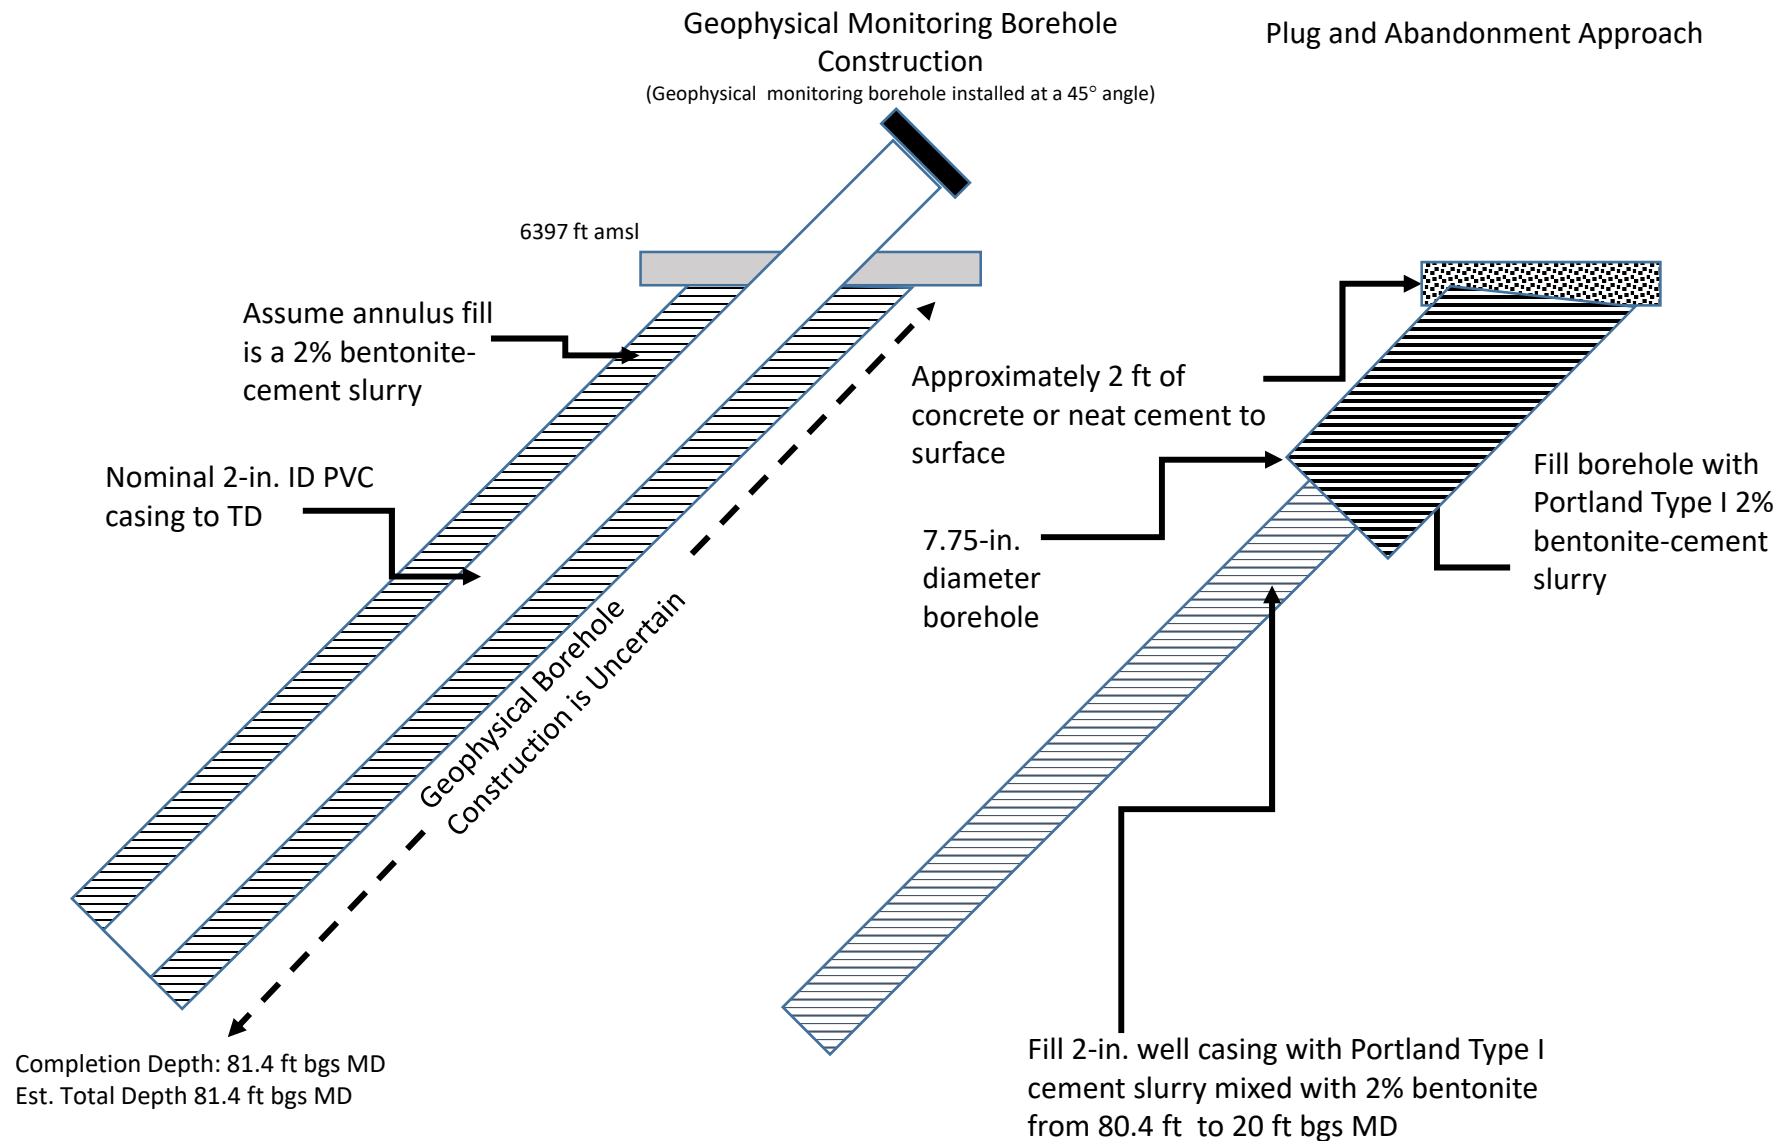 Geophysical Monitoring Borehole
Construction
(Geophysical  monitoring borehole installed at a 45° angle)
Plug and Abandonment Approach
6397 ft amsl
Assume annulus fill
is a 2% bentonite-
cement slurry
Nominal 2-in. ID PVC
casing to TD
Geophysical Borehole
Construction is Uncertain
Completion Depth: 81.4 ft bgs MD
Est. Total Depth 81.4 ft bgs MD
Approximately 2 ft of
concrete or neat cement to
surface
7.75-in.
diameter
borehole
Fill borehole with
Portland Type I 2%
bentonite-cement
slurry
Fill 2-in. well casing with Portland Type I
cement slurry mixed with 2% bentonite
from 80.4 ft  to 20 ft bgs MD